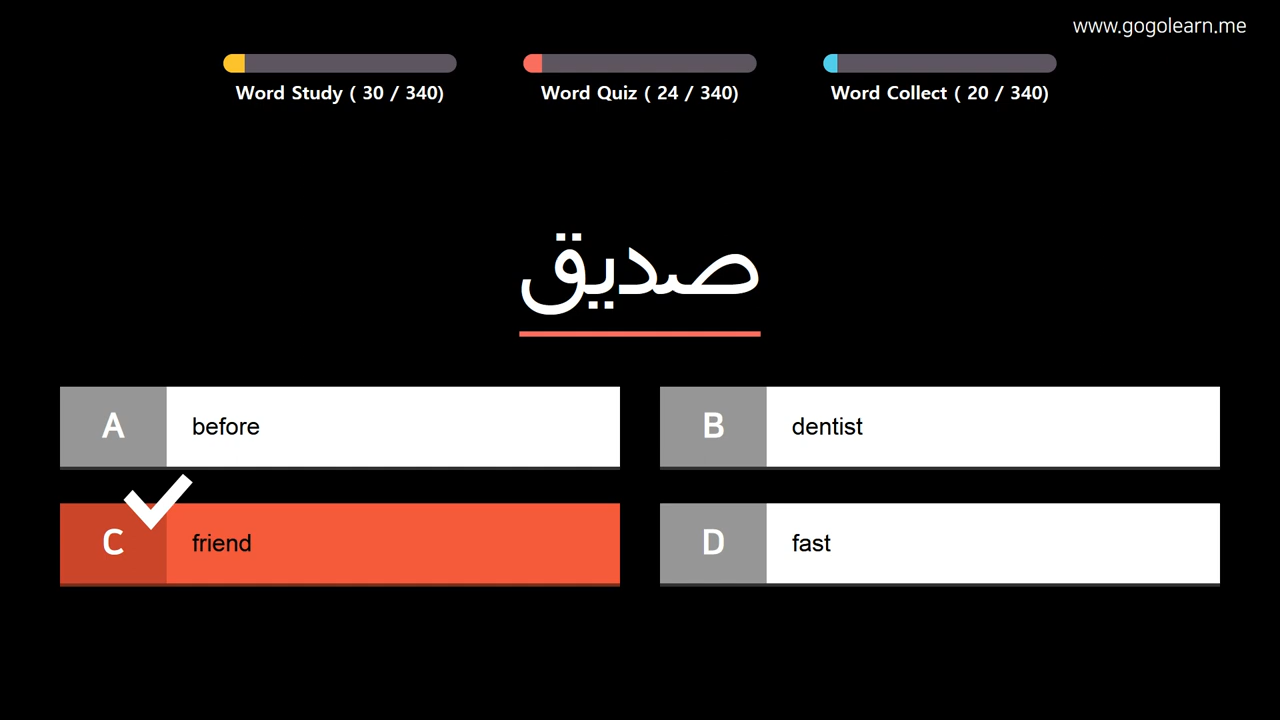 www.gogolearn.me
Word Study ( 30 / 340)
Word Quiz ( 24 / 340)
Word Collect ( 20 / 340)
صديق
A before
B dentist
C friend
D fast